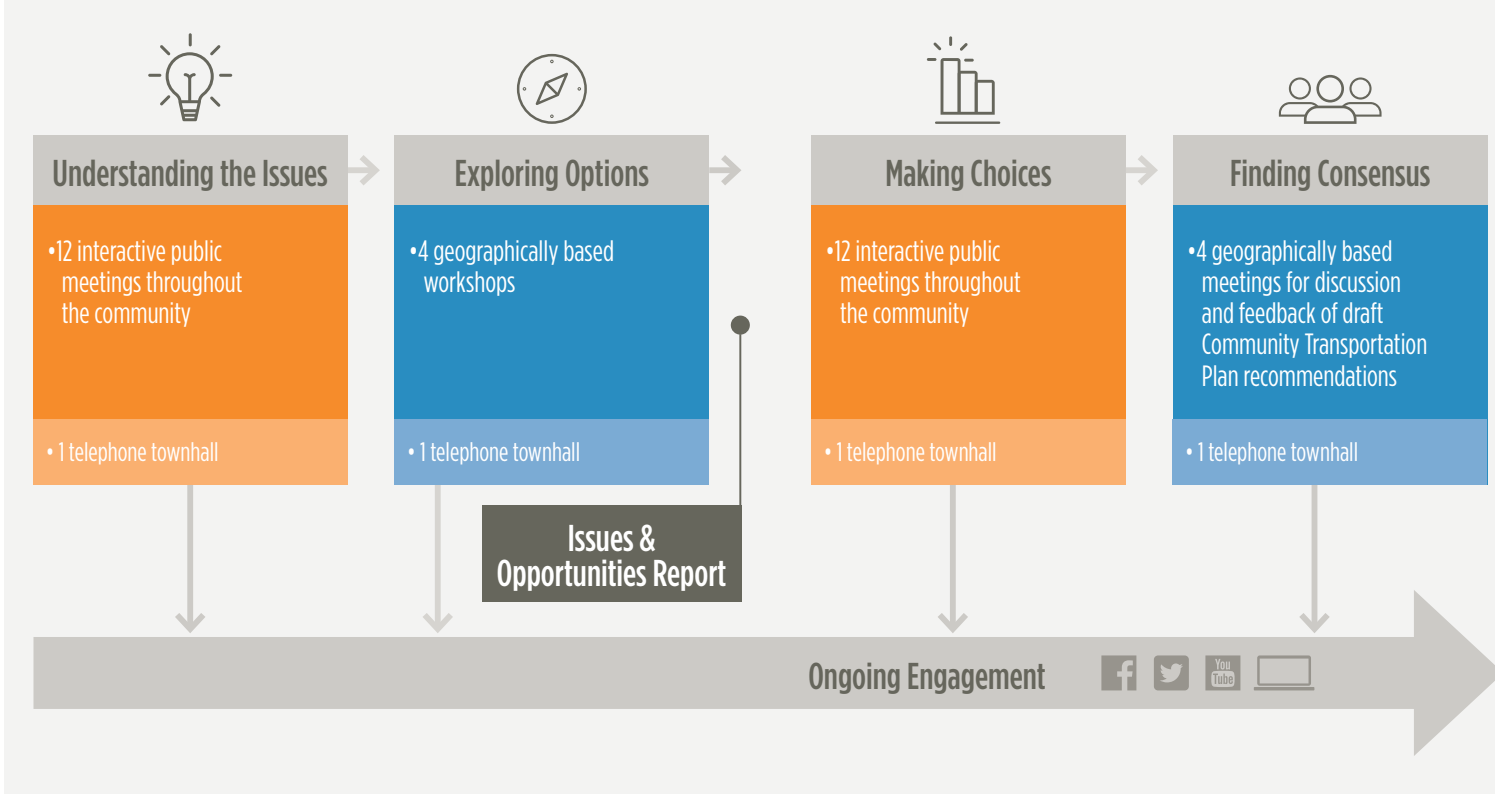 Understanding the Issues
•12 interactive public
meetings throughout
the community
• 1 telephone townhall
Exploring Options
•4 geographically based
workshops
• 1 telephone townhall
Issues &
Opportunities Report
Making Choices
•12 interactive public
meetings throughout
the community
• 1 telephone townhall
Finding Consensus
•4 geographically based
meetings for discussion
and feedback of draft
Community Transportation
Plan recommendations
• 1 telephone townhall
Ongoing Engagement
You
Tube